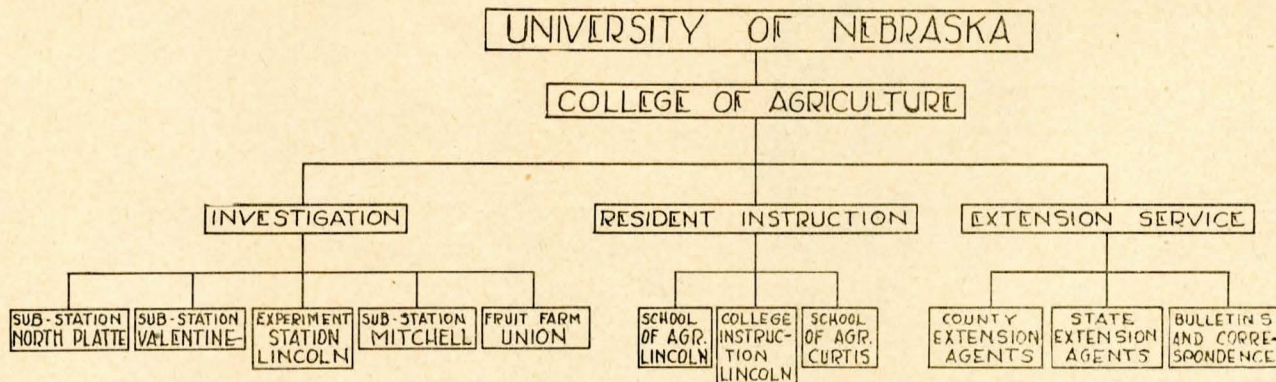 UNIVERSITY OF NEBRASKA
COLLEGE OF AGRICULTURE
INVESTIGATION
RESIDENT INSTRUCTION
EXTENSION SERVICE
SUB-STATION
NORTH PLATTE
SUB-STATION
VALENTINE
EXPERIMENT
STATION
LINCOLN
SUB-STATION
MITCHELL
FRUIT FARM
UNION
SCHOOL
OF AGR.
LINCOLN
COLLEGE
INSTRUC-
TION
LINCOLN
SCHOOL
OF AGR.
CURTIS
COUNTY
EXTENSION
AGENTS
STATE
EXTENSION
AGENTS
BULLETINS
AND CORRE-
SPONDENCE